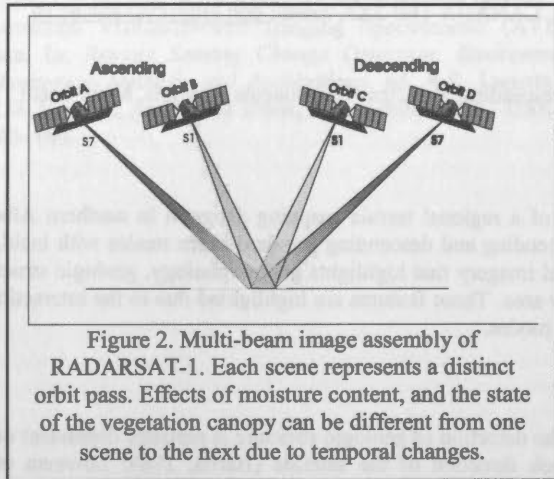 Ascending
Descending
Orbit A
Orbit B
Orbit C
Orbit D
S7
S1
S1
S7
Figure 2. Multi-beam image assembly of
RADARSAT-1. Each scene represents a distinct
orbit pass. Effects of moisture content, and the state
of the vegetation canopy can be different from one
scene to the next due to temporal changes.